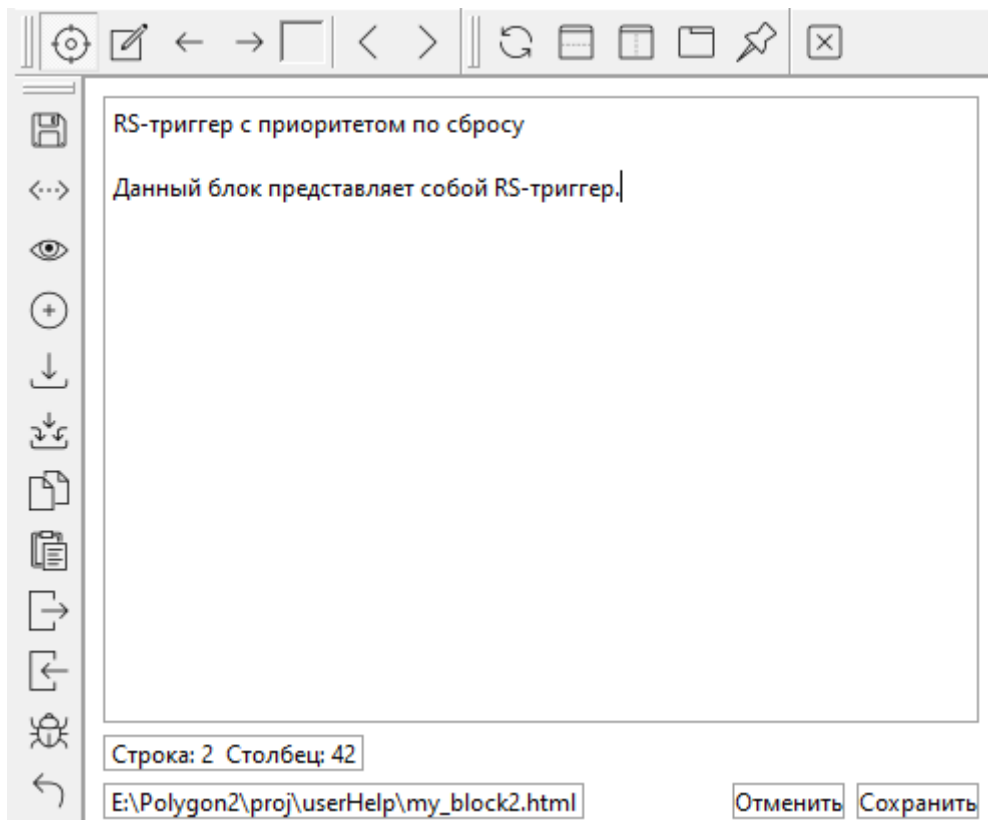 RS-триггер с приоритетом по сбросу
Данный блок представляет собой RS-триггер.
Строка: 2 Столбец: 42
E:\Polygon2\proj\userHelp\my_block2.html
Отменить
Сохранить